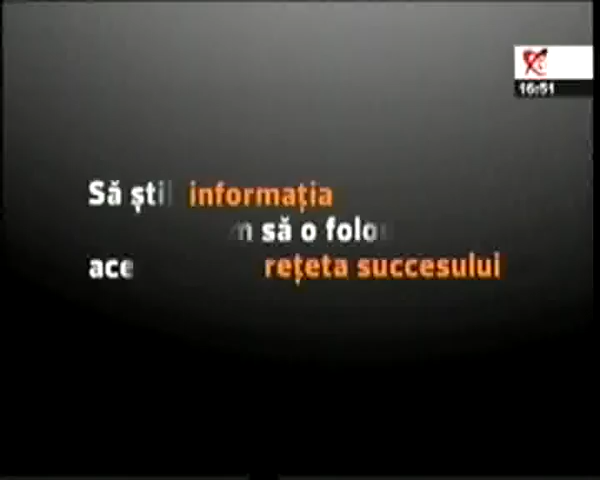 16:51
Să ști informația
să o folo
ace rețeta succesului